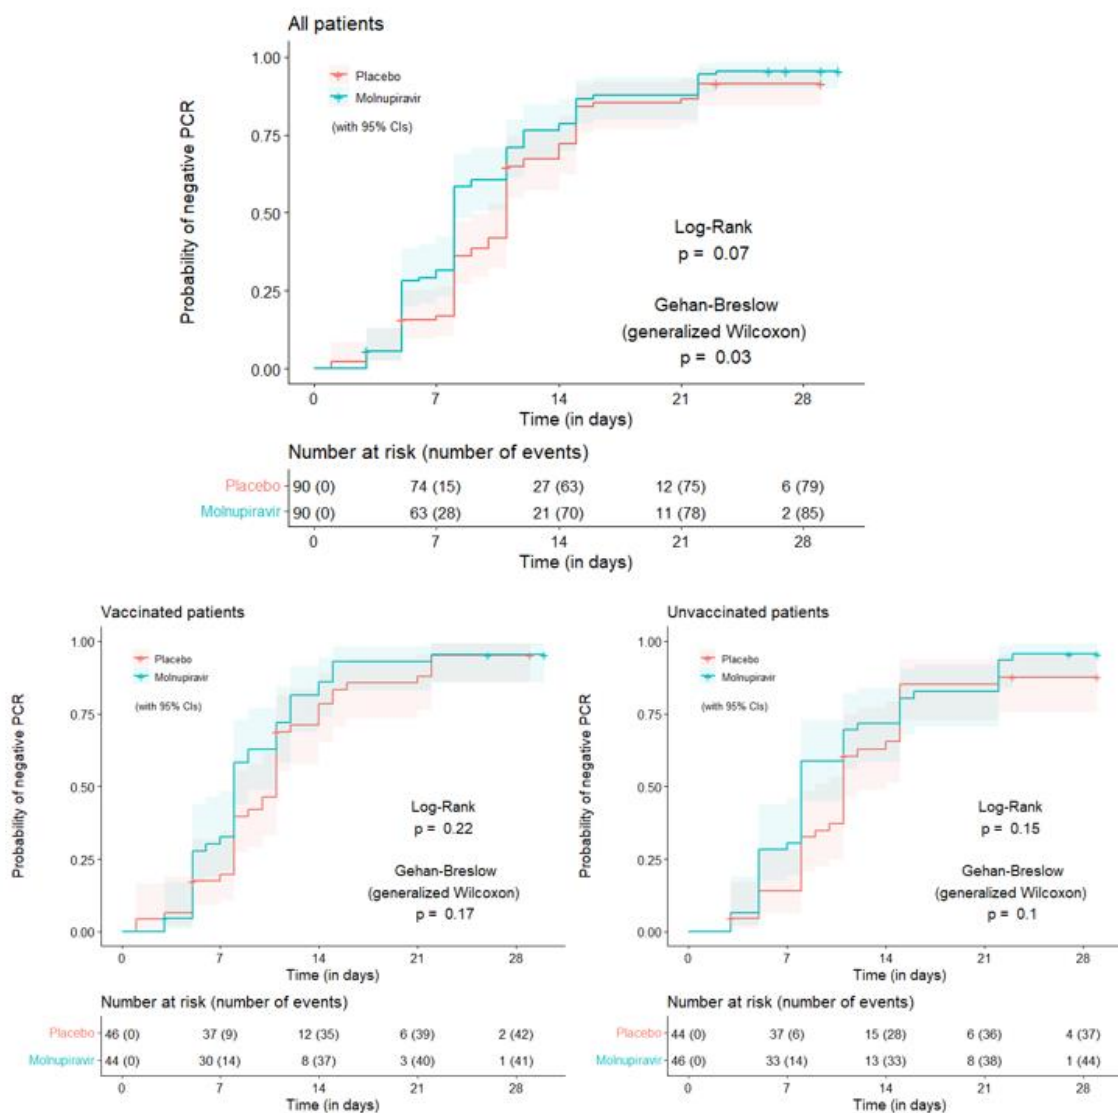 All patients
Probability of negative PCR
1.00
0.75
0.50
0.25
0.00
Placebo
Molnupiravir
(with 95% CIs)
Log-Rank
p = 0.07
Gehan-Breslow
(generalized Wilcoxon)
p = 0.03
0 7 14 21 28
Time (in days)
Number at risk (number of events)
Placebo 90 (0) 74 (15) 27 (63) 12 (75) 6 (79)
Molnupiravir 90 (0) 63 (28) 21 (70) 11 (78) 2 (85)
0 7 14 21 28
Time (in days)
Vaccinated patients
Probability of negative PCR
1.00
0.75
0.50
0.25
0.00
Placebo
Molnupiravir
(with 95% CIs)
Log-Rank
p = 0.22
Gehan-Breslow
(generalized Wilcoxon)
p = 0.17
0 7 14 21 28
Time (in days)
Number at risk (number of events)
Placebo 46 (0) 37 (9) 12 (35) 6 (39) 2 (42)
Molnupiravir 44 (0) 30 (14) 8 (37) 3 (40) 1 (41)
0 7 14 21 28
Time (in days)
Unvaccinated patients
Probability of negative PCR
1.00
0.75
0.50
0.25
0.00
Placebo
Molnupiravir
(with 95% CIs)
Log-Rank
p = 0.15
Gehan-Breslow
(generalized Wilcoxon)
p = 0.1
0 7 14 21 28
Time (in days)
Number at risk (number of events)
Placebo 44 (0) 37 (6) 15 (28) 6 (36) 4 (37)
Molnupiravir 46 (0) 33 (14) 13 (33) 8 (38) 1 (44)
0 7 14 21 28
Time (in days)